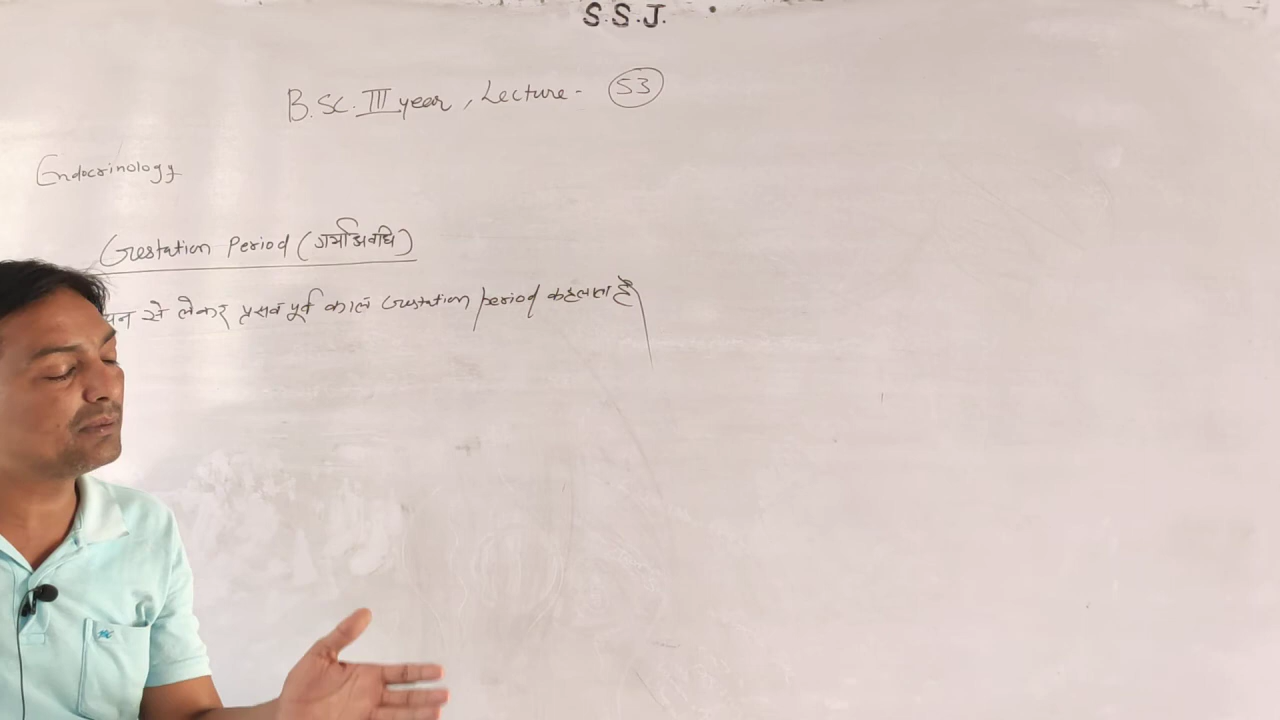 S.S.J.
B.Sc. III year, Lecture - 53
Endocrinology
Gestation Period (गर्भावधि)
से लेकर प्रसव पूर्व काल Gestation period कहलाता है